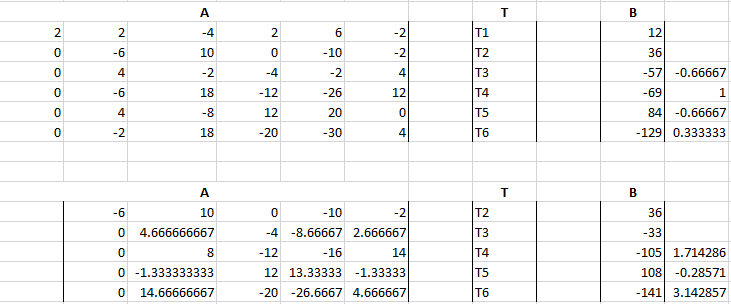 A T B
2 2 -4 2 6 -2 T1 12
0 -6 10 0 -10 -2 T2 36
0 4 -2 -4 -2 4 T3 -57 -0.66667
0 -6 18 -12 -26 12 T4 -69 1
0 4 -8 12 20 0 T5 84 -0.66667
0 -2 18 -20 -30 4 T6 -129 0.333333
A T B
-6 10 0 -10 -2 T2 36
0 4.666666667 -4 -8.66667 2.666667 T3 -33
0 8 -12 -16 14 T4 -105 1.714286
0 -1.333333333 12 13.33333 -1.33333 T5 108 -0.28571
0 14.66666667 -20 -26.6667 4.666667 T6 -141 3.142857